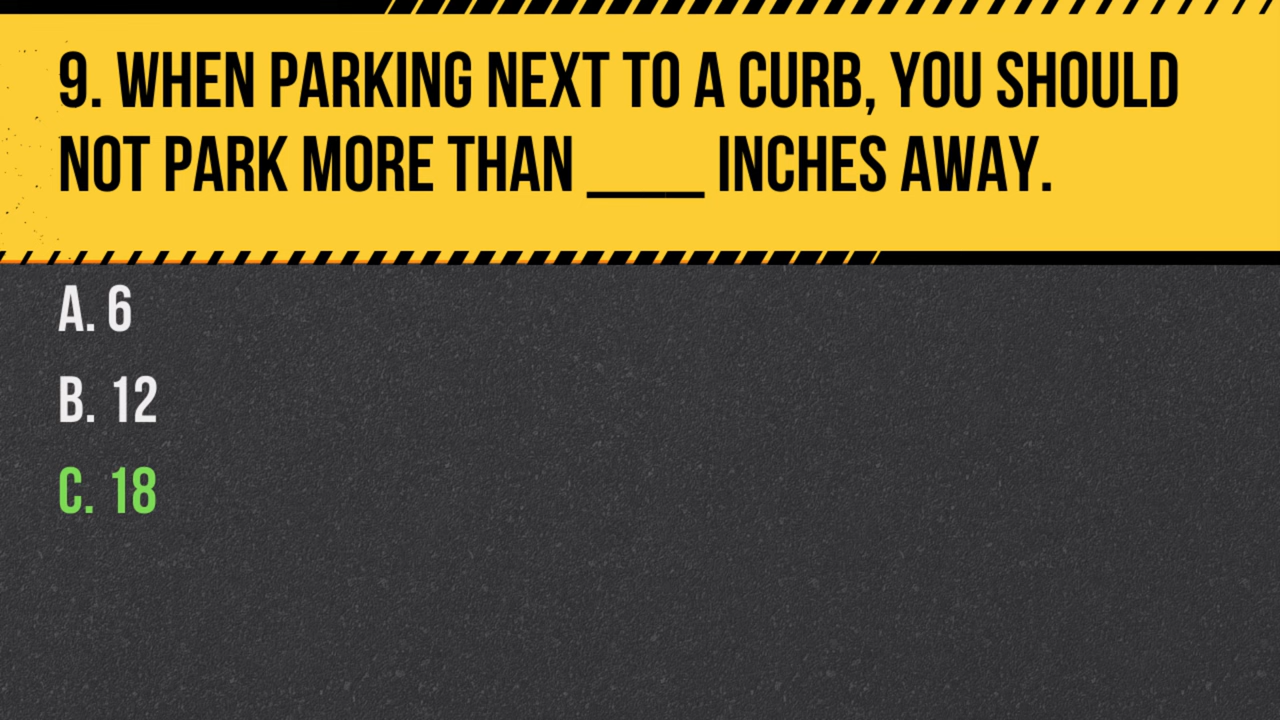 9. WHEN PARKING NEXT TO A CURB, YOU SHOULD
NOT PARK MORE THAN ____ INCHES AWAY.
A. 6
B. 12
C. 18